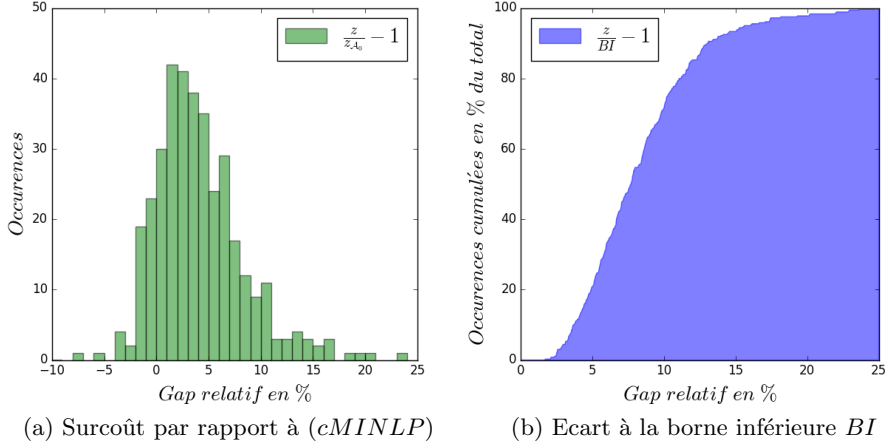 50
40
30
20
10
0
−10 −5 0 5 10 15 20 25
Occurences
Gap relatif en %
z/z_{A_0} − 1
(a) Surcoût par rapport à (cMINLP)
100
80
60
40
20
0
0 5 10 15 20 25
Occurences cumulées en % du total
Gap relatif en %
z/BI − 1
(b) Ecart à la borne inférieure BI